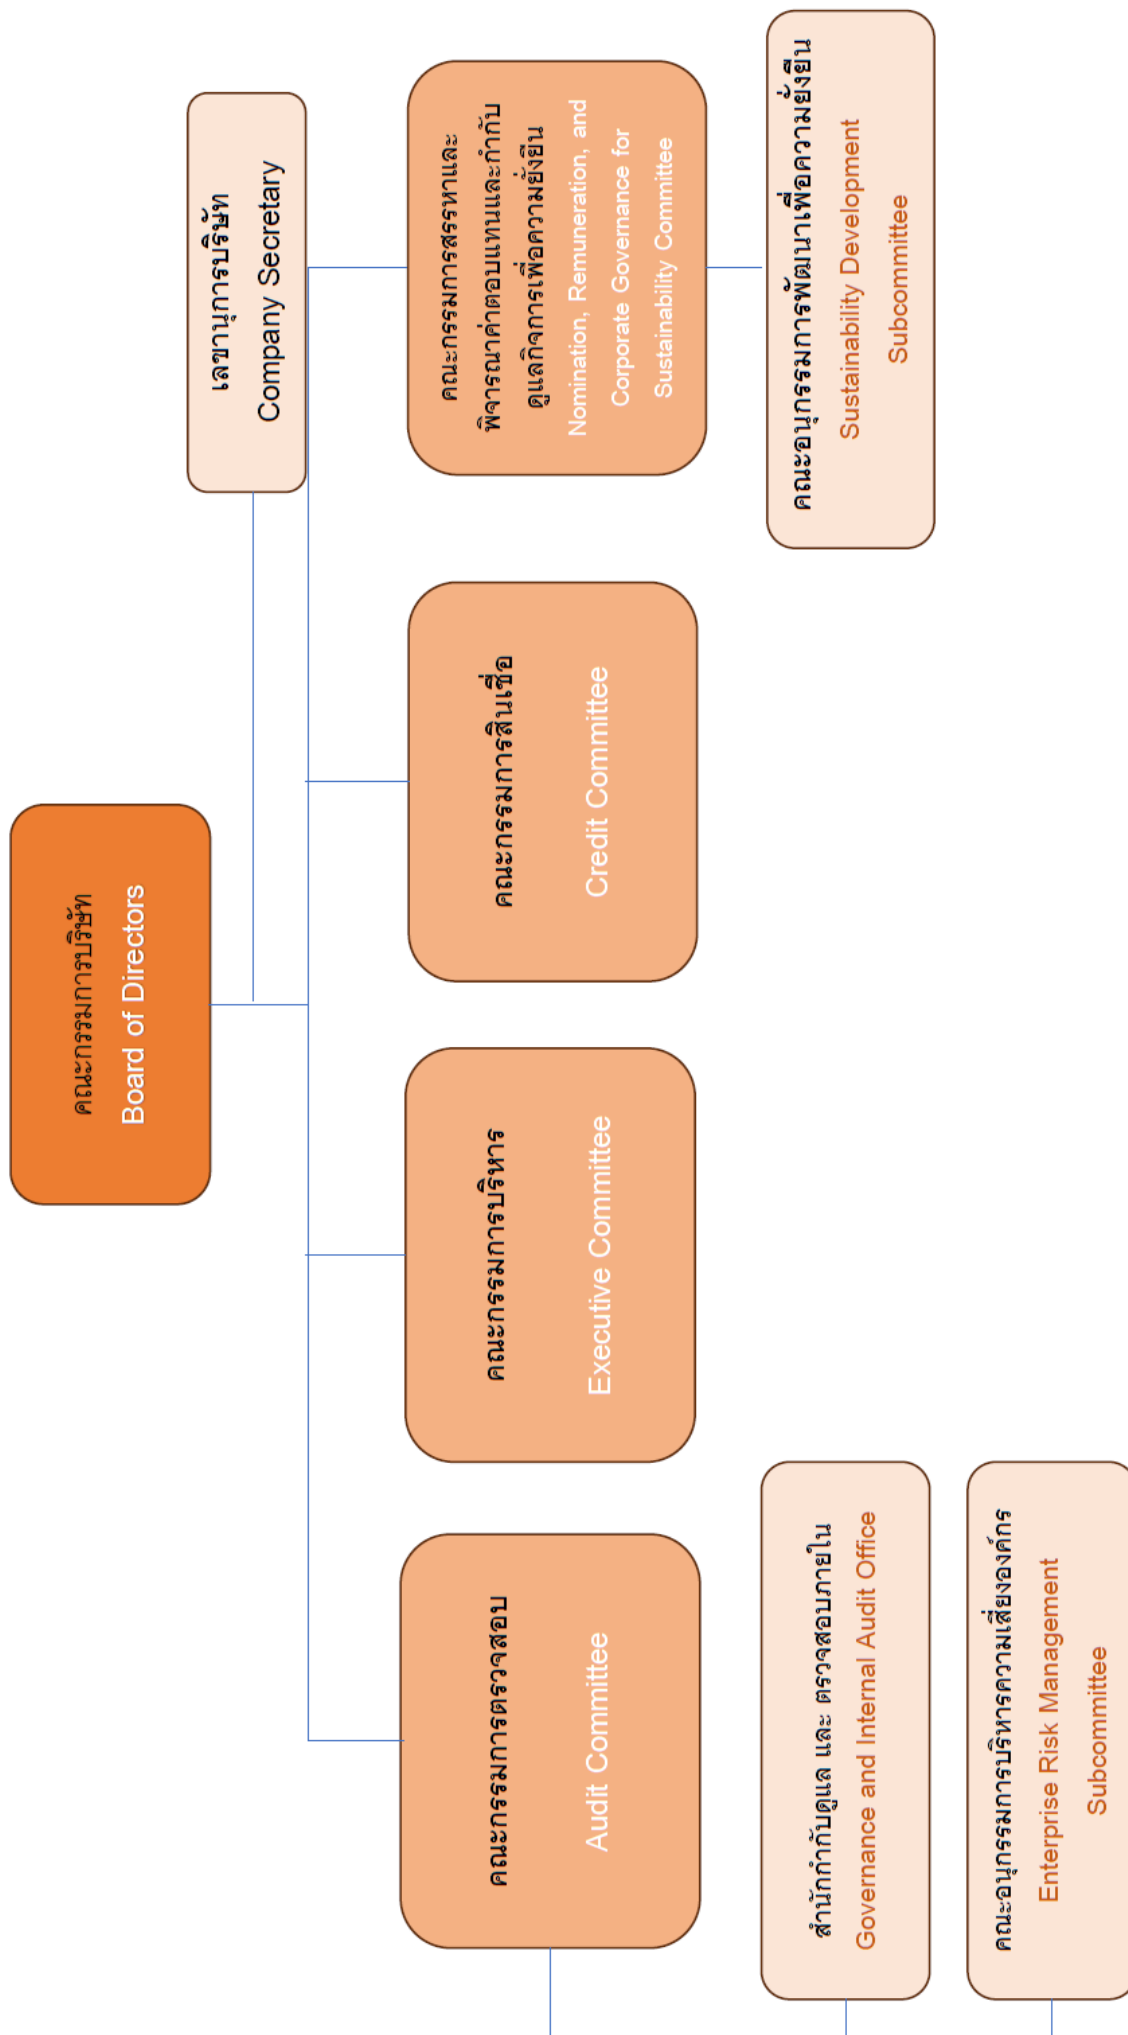 คณะกรรมการบริษัท
Board of Directors
เลขานุการบริษัท
Company Secretary
คณะกรรมการตรวจสอบ
Audit Committee
คณะกรรมการบริหาร
Executive Committee
คณะกรรมการสินเชื่อ
Credit Committee
คณะกรรมการสรรหาและ
พิจารณาค่าตอบแทนและกำกับ
ดูแลกิจการเพื่อความยั่งยืน
Nomination, Remuneration, and
Corporate Governance for
Sustainability Committee
สำนักกำกับดูแล และ ตรวจสอบภายใน
Governance and Internal Audit Office
คณะอนุกรรมการบริหารความเสี่ยงองค์กร
Enterprise Risk Management
Subcommittee
คณะอนุกรรมการพัฒนาเพื่อความยั่งยืน
Sustainability Development
Subcommittee